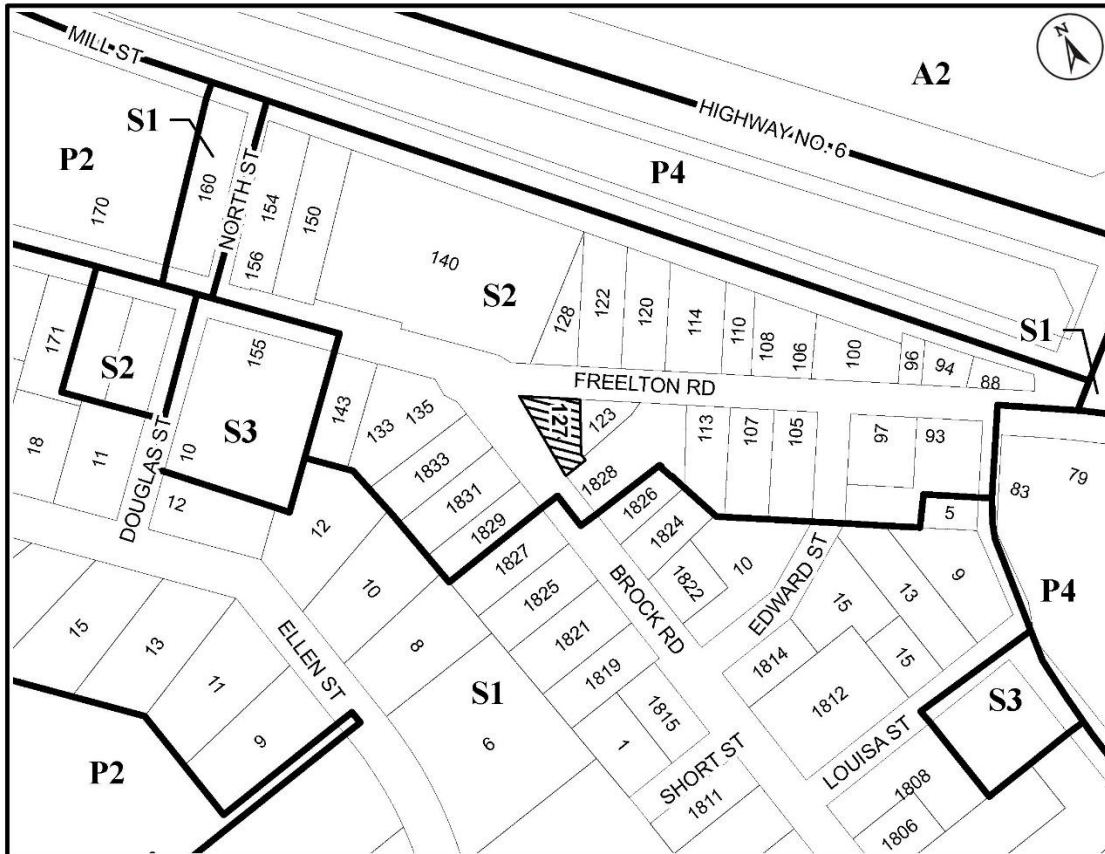 N
A2
MILL ST
HIGHWAY NO. 6
S1
P2
P4
170
160
NORTH ST
154
156
150
140
S2
128
122
120
114
110
108
106
100
96
94
88
S1
FREELTON RD
171
S2
155
S3
10
143
133
135
127
123
113
107
105
97
93
83
79
18
11
DOUGLAS ST
12
12
1833
1831
1829
1828
1826
1824
1822
10
EDWARD ST
5
9
13
15
P4
10
8
1827
1825
1821
1819
1815
BROCK RD
1814
1812
15
15
13
11
9
ELLEN ST
S1
6
1
SHORT ST
1811
LOUISA ST
S3
1808
1806
P2